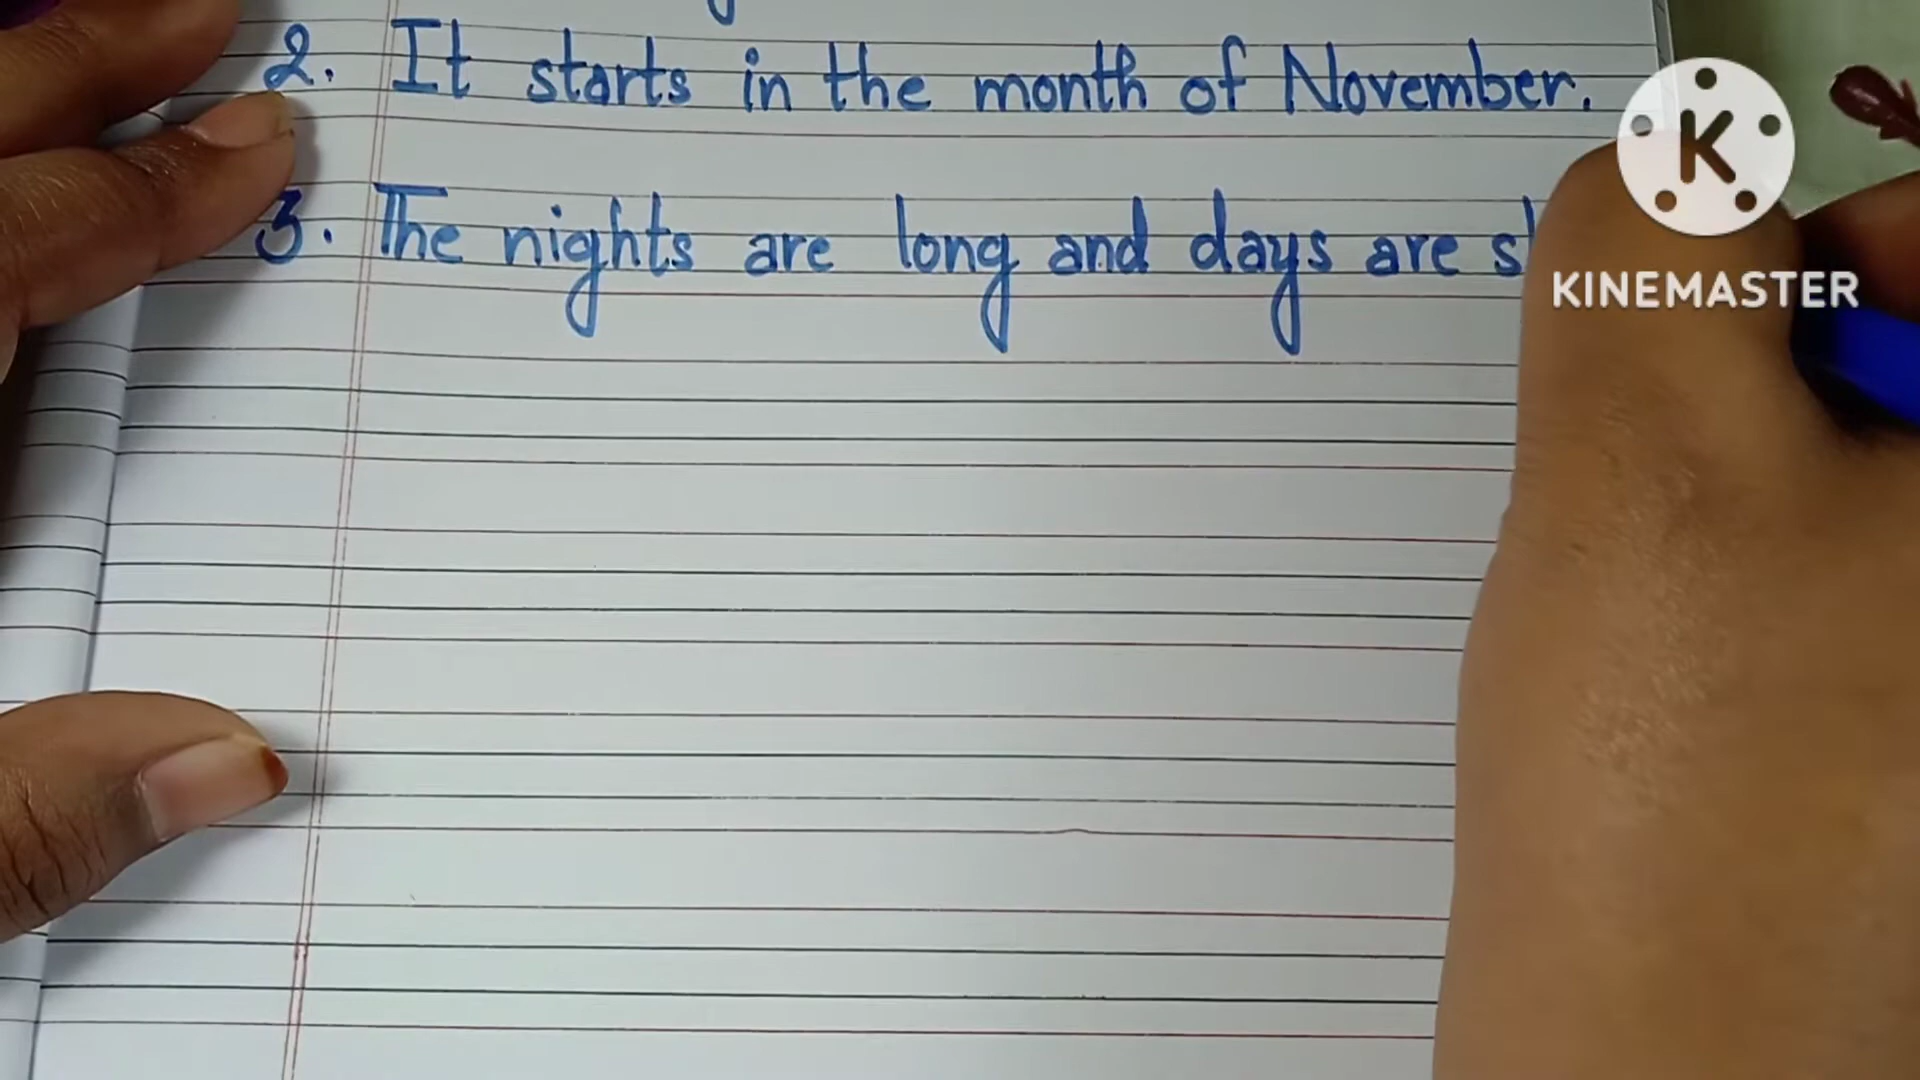 2. It starts in the month of November.
3. The nights are long and days are
K
KINEMASTER